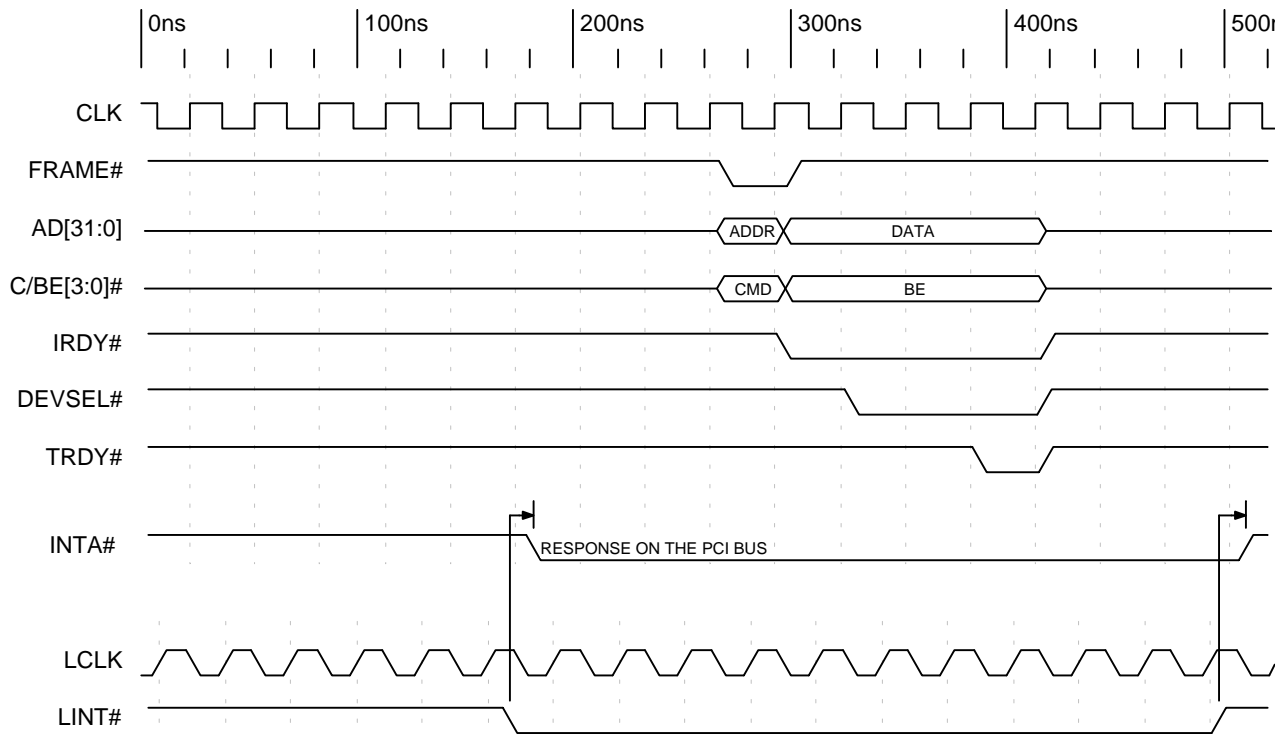 0ns 100ns 200ns 300ns 400ns 500n
CLK
FRAME#
AD[31:0] ADDR DATA
C/BE[3:0]# CMD BE
IRDY#
DEVSEL#
TRDY#
INTA# RESPONSE ON THE PCI BUS
LCLK
LINT#